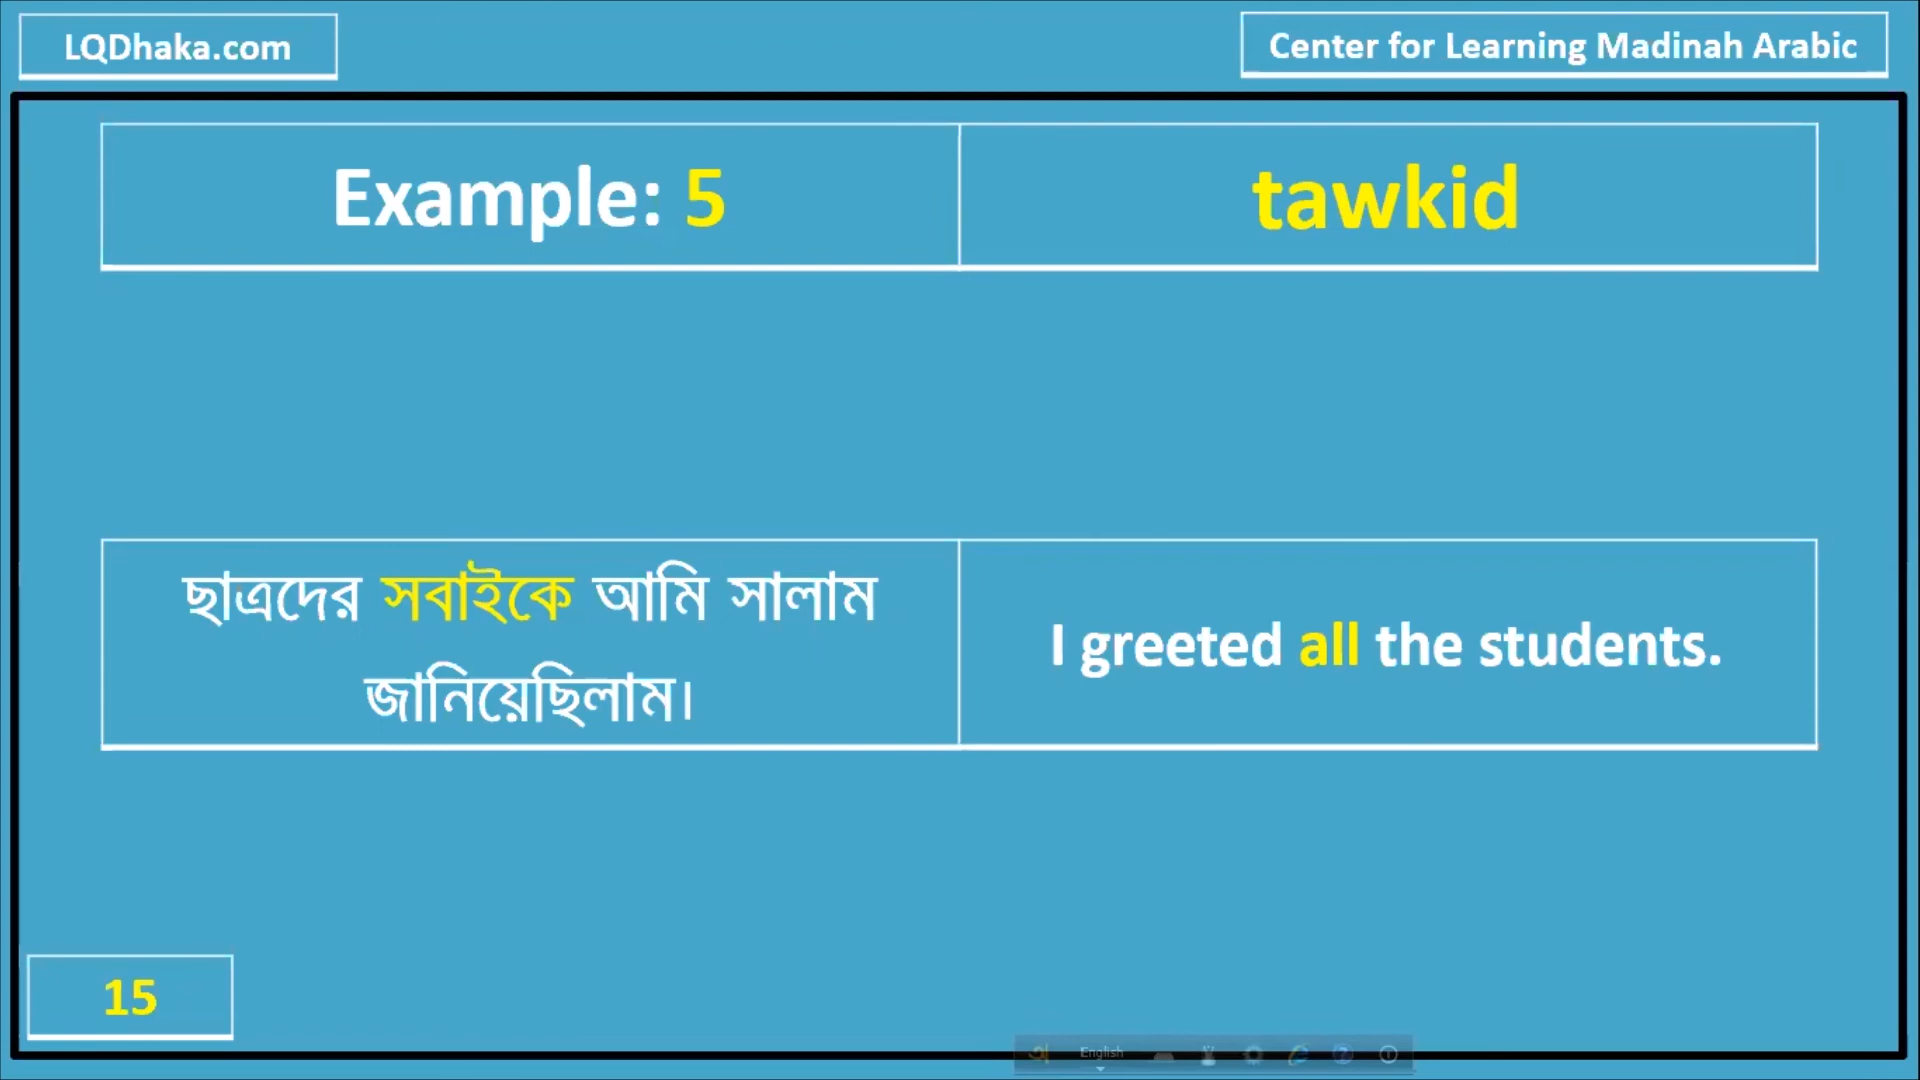 LQDhaka.com
Center for Learning Madinah Arabic
Example: 5
tawkid
ছাত্রদের সবাইকে আমি সালাম
জানিয়েছিলাম।
I greeted all the students.
15
English